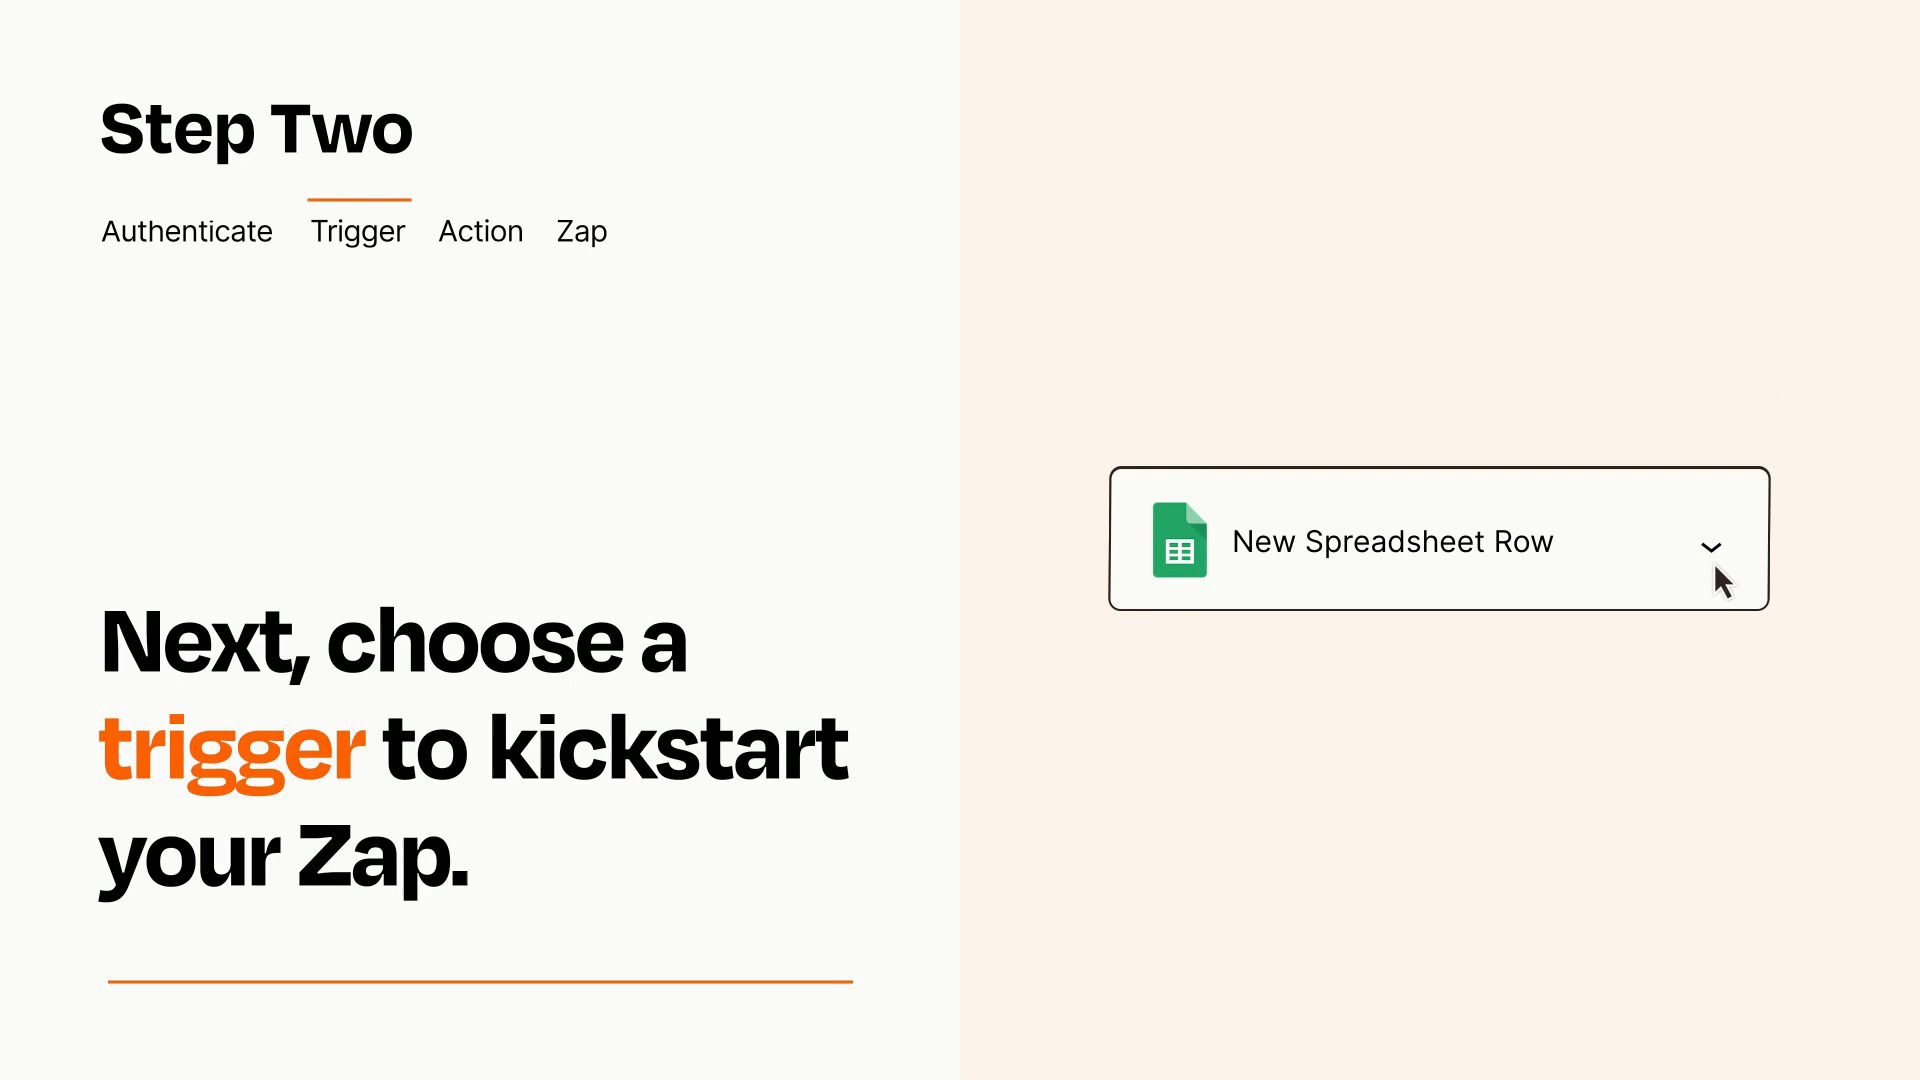 Step Two
Authenticate Trigger Action Zap
Next, choose a
trigger to kickstart
your Zap.
New Spreadsheet Row